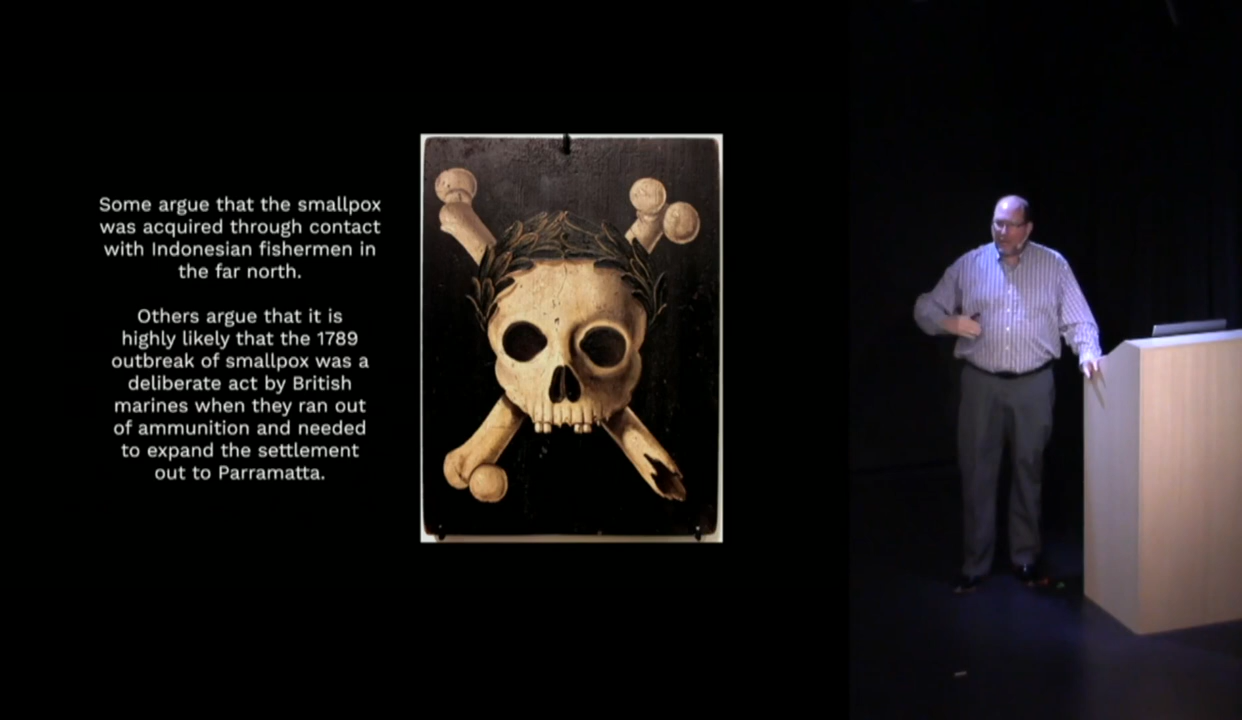 Some argue that the smallpox
was acquired through contact
with Indonesian fishermen in
the far north.
Others argue that it is
highly likely that the 1789
outbreak of smallpox was a
deliberate act by British
marines when they ran out
of ammunition and needed
to expand the settlement
out to Parramatta.